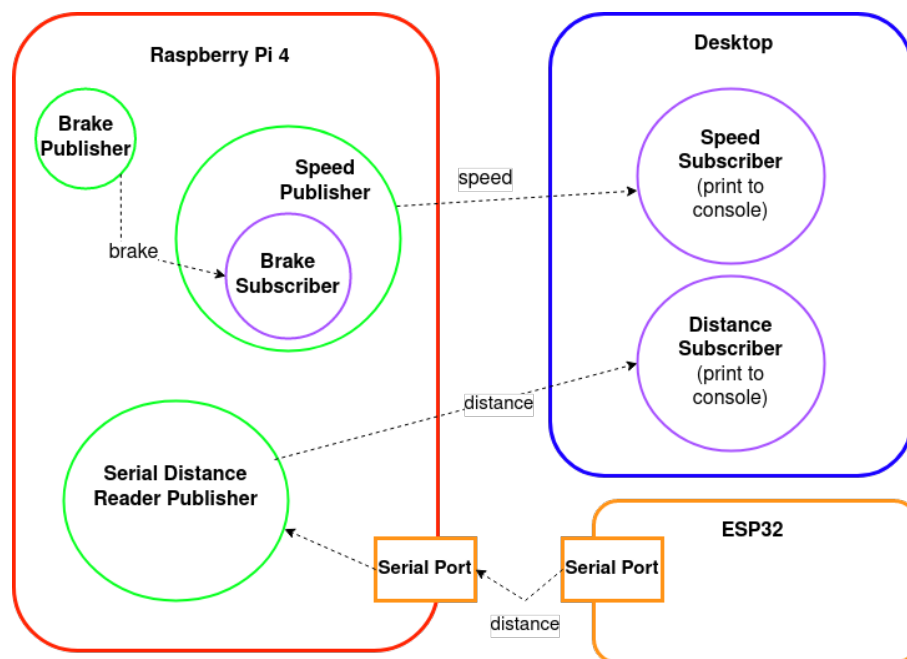 Raspberry Pi 4
Brake
Publisher
Speed
Publisher
brake
Brake
Subscriber
Serial Distance
Reader Publisher
Serial Port
speed
distance
Desktop
Speed
Subscriber
(print to
console)
Distance
Subscriber
(print to
console)
ESP32
Serial Port
distance